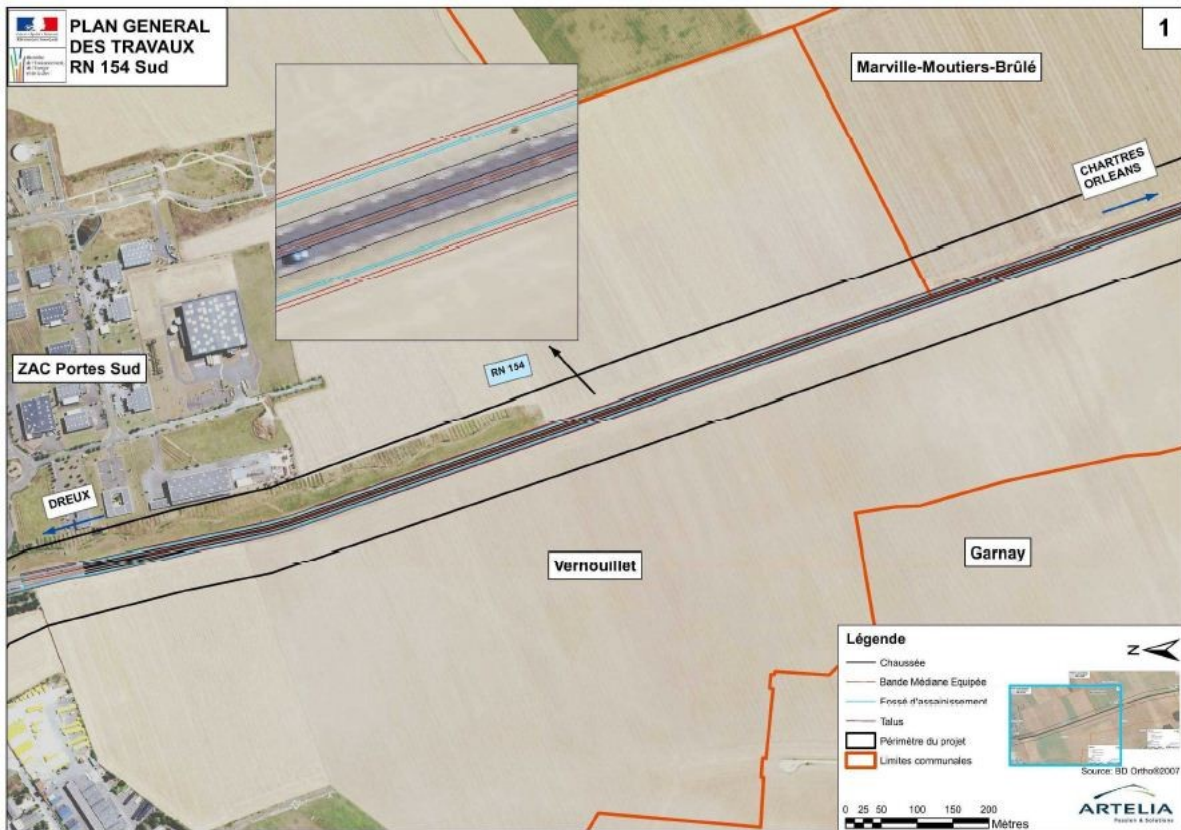 PLAN GENERAL
DES TRAVAUX
RN 154 Sud
1
Marville-Moutiers-Brûlé
CHARTRES
ORLEANS
RN 154
ZAC Portes Sud
DREUX
Vernouillet
Garnay
Légende
Chaussée
Bande Médiane Equipée
Fossé d'assainissement
Talus
Périmètre du projet
Limites communales
Z
Source: BD Ortho®2007
0 25 50 100 150 200
Mètres
ARTELIA
Passion & Solutions